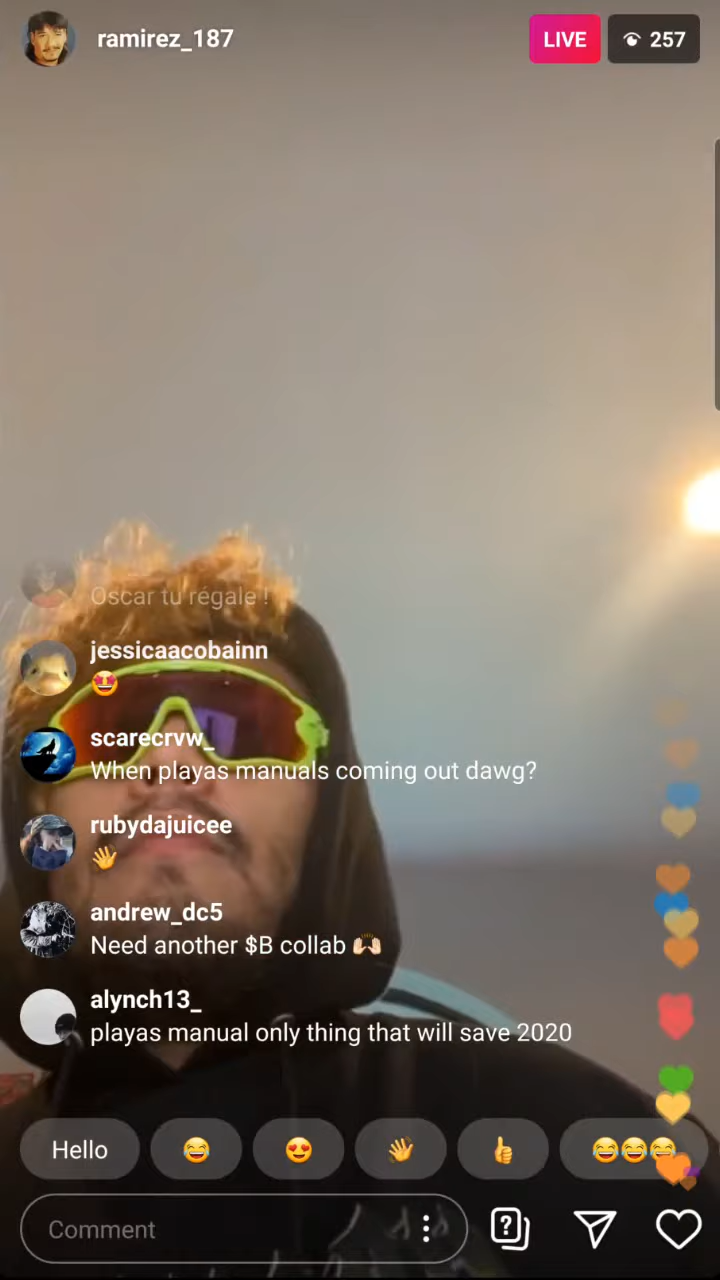 ramirez_187
LIVE
257
Oscar tu régale !
jessicaacobainn
🤩
scarecrvw_
When playas manuals coming out dawg?
rubydajuicee
👋
andrew_dc5
Need another $B collab 🙌🏻
alynch13_
playas manual only thing that will save 2020
Hello 😂 😍 👋 👍 😂😂😂
Comment